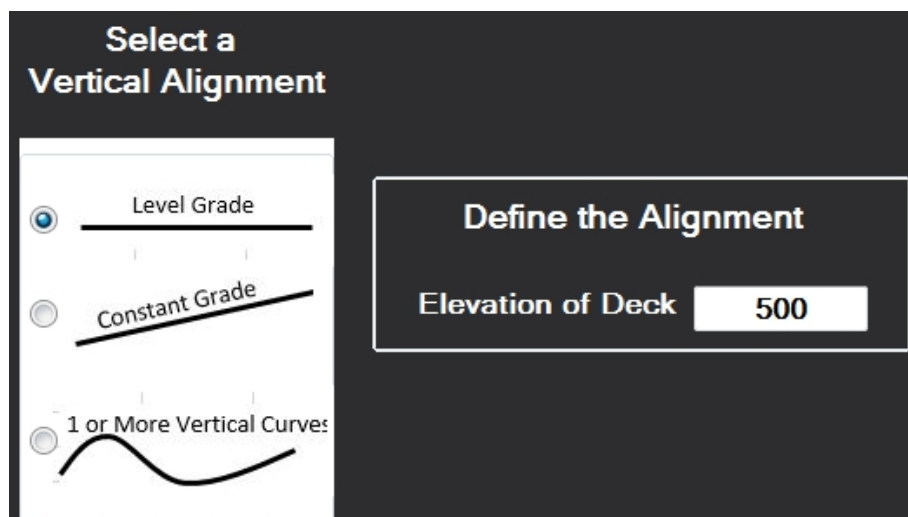 Select a
Vertical Alignment
Level Grade
Constant Grade
1 or More Vertical Curves
Define the Alignment
Elevation of Deck 500